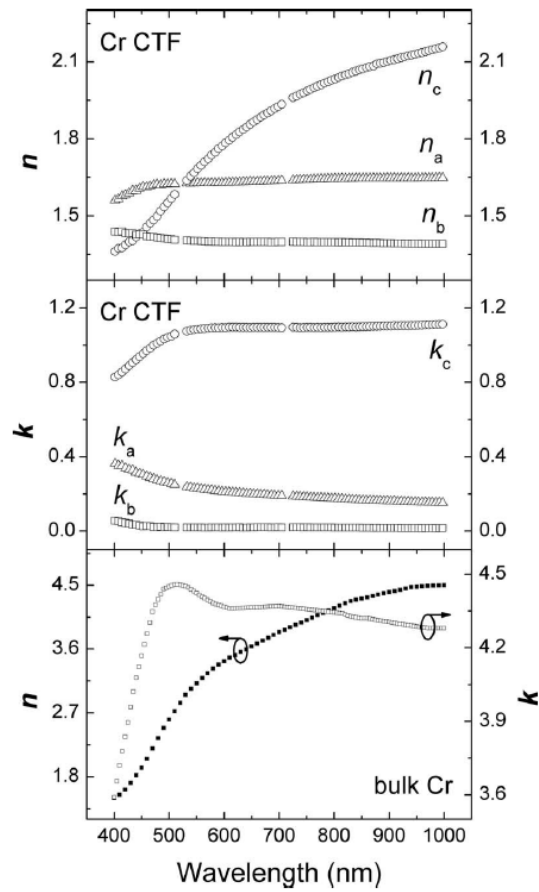 Cr CTF
n
2.1
1.8
1.5
2.1
1.8
1.5
n_c
n_a
n_b
Cr CTF
k
1.2
0.8
0.4
0.0
1.2
0.8
0.4
0.0
k_c
k_a
k_b
n
4.5
3.6
2.7
1.8
4.5
4.2
3.9
3.6
k
bulk Cr
400 500 600 700 800 900 1000
Wavelength (nm)